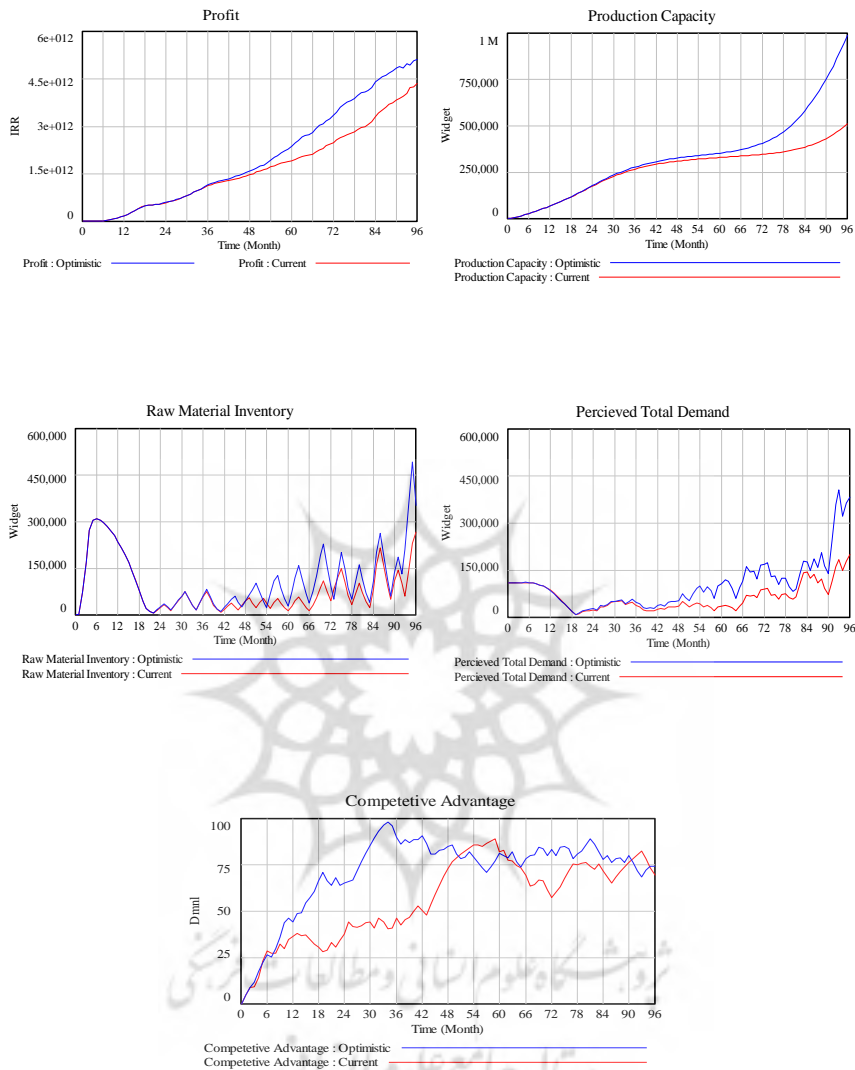 Profit
6e+012
4.5e+012
3e+012
1.5e+012
0
IRR
0 12 24 36 48 60 72 84 96
Time (Month)
Profit : Optimistic
Profit : Current
Production Capacity
1 M
750,000
500,000
250,000
0
Widget
0 6 12 18 24 30 36 42 48 54 60 66 72 78 84 90 96
Time (Month)
Production Capacity : Optimistic
Production Capacity : Current
Raw Material Inventory
600,000
450,000
300,000
150,000
0
Widget
0 6 12 18 24 30 36 42 48 54 60 66 72 78 84 90 96
Time (Month)
Raw Material Inventory : Optimistic
Raw Material Inventory : Current
Percieved Total Demand
600,000
450,000
300,000
150,000
0
Widget
0 6 12 18 24 30 36 42 48 54 60 66 72 78 84 90 96
Time (Month)
Percieved Total Demand : Optimistic
Percieved Total Demand : Current
Competetive Advantage
100
75
50
25
0
Dmnl
0 6 12 18 24 30 36 42 48 54 60 66 72 78 84 90 96
Time (Month)
Competetive Advantage : Optimistic
Competetive Advantage : Current
پژوهشگاه علوم انسانی و مطالعات فرهنگی